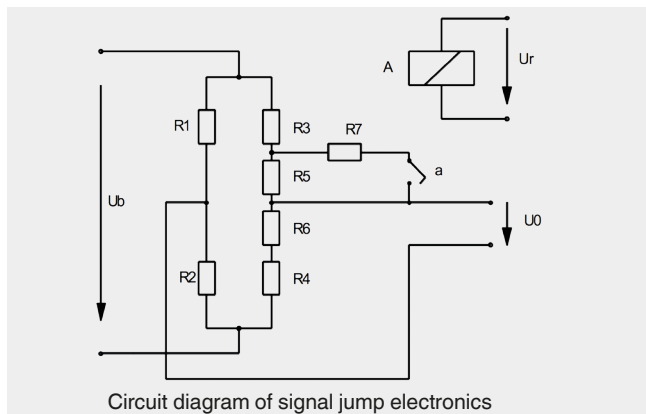 A
Ur
R1
R3
R7
a
R5
Ub
R6
U0
R2
R4
Circuit diagram of signal jump electronics